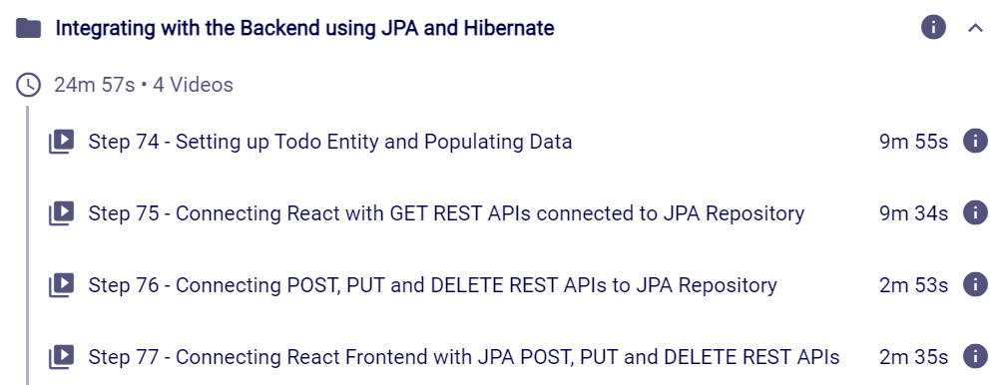 Integrating with the Backend using JPA and Hibernate
24m 57s • 4 Videos
Step 74 - Setting up Todo Entity and Populating Data 9m 55s
Step 75 - Connecting React with GET REST APIs connected to JPA Repository 9m 34s
Step 76 - Connecting POST, PUT and DELETE REST APIs to JPA Repository 2m 53s
Step 77 - Connecting React Frontend with JPA POST, PUT and DELETE REST APIs 2m 35s